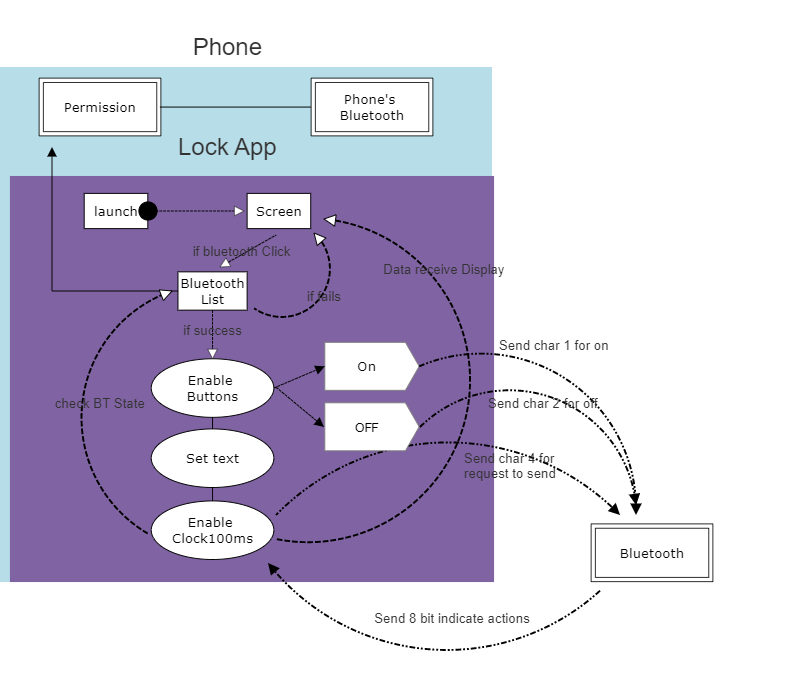 Phone
Permission
Phone's
Bluetooth
Lock App
launch
Screen
if bluetooth Click
Data receive Display
Bluetooth
List
if fails
if success
Send char 1 for on
Enable
Buttons
On
check BT State
Send char 2 for off
OFF
Set text
Send char 4 for
request to send
Enable
Clock100ms
Bluetooth
Send 8 bit indicate actions